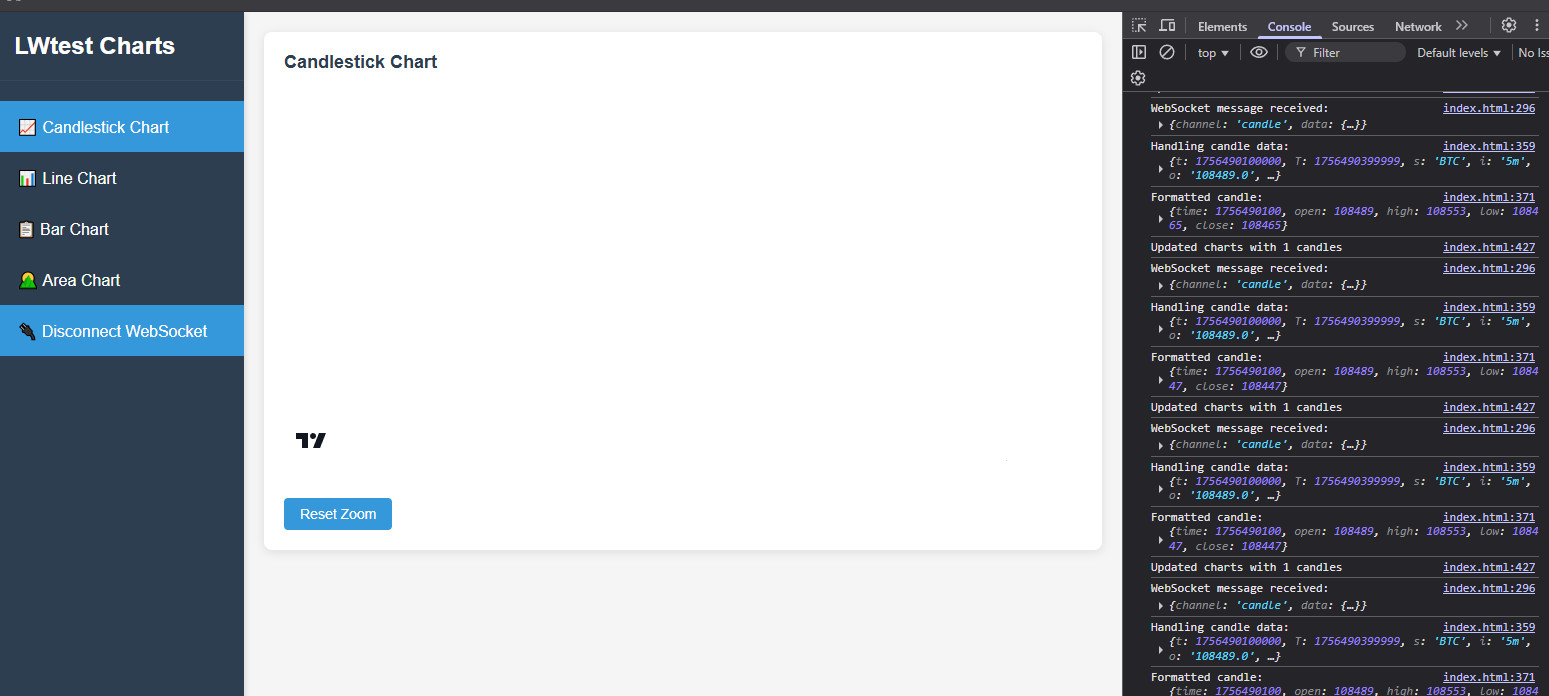 LWtest Charts
Candlestick Chart
Line Chart
Bar Chart
Area Chart
Disconnect WebSocket
Candlestick Chart
Reset Zoom
Elements Console Sources Network
top Filter Default levels No Iss
WebSocket message received: index.html:296
{channel: 'candle', data: {…}}
Handling candle data: index.html:359
{t: 1756490100000, T: 1756490399999, s: 'BTC', i: '5m',
o: '108489.0', …}
Formatted candle: index.html:371
{time: 1756490100, open: 108489, high: 108553, low: 1084
65, close: 108465}
Updated charts with 1 candles index.html:427
WebSocket message received: index.html:296
{channel: 'candle', data: {…}}
Handling candle data: index.html:359
{t: 1756490100000, T: 1756490399999, s: 'BTC', i: '5m',
o: '108489.0', …}
Formatted candle: index.html:371
{time: 1756490100, open: 108489, high: 108553, low: 1084
47, close: 108447}
Updated charts with 1 candles index.html:427
WebSocket message received: index.html:296
{channel: 'candle', data: {…}}
Handling candle data: index.html:359
{t: 1756490100000, T: 1756490399999, s: 'BTC', i: '5m',
o: '108489.0', …}
Formatted candle: index.html:371
{time: 1756490100, open: 108489, high: 108553, low: 1084
47, close: 108447}
Updated charts with 1 candles index.html:427
WebSocket message received: index.html:296
{channel: 'candle', data: {…}}
Handling candle data: index.html:359
{t: 1756490100000, T: 1756490399999, s: 'BTC', i: '5m',
o: '108489.0', …}
Formatted candle: index.html:371
{time: 1756490100, open: 108489, high: 108553, low: 1084